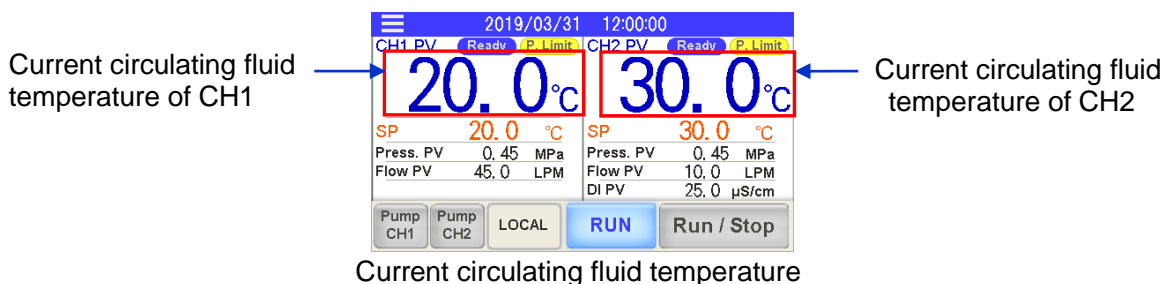 2019/03/31 12:00:00
CH1 PV Ready P. Limit CH2 PV Ready P. Limit
Current circulating fluid
temperature of CH1
20.0℃ 30.0℃
Current circulating fluid
temperature of CH2
SP 20.0 ℃ SP 30.0 ℃
Press. PV 0.45 MPa Press. PV 0.45 MPa
Flow PV 45.0 LPM Flow PV 10.0 LPM
DI PV 25.0 µS/cm
Pump CH1 Pump CH2 LOCAL RUN Run / Stop
Current circulating fluid temperature